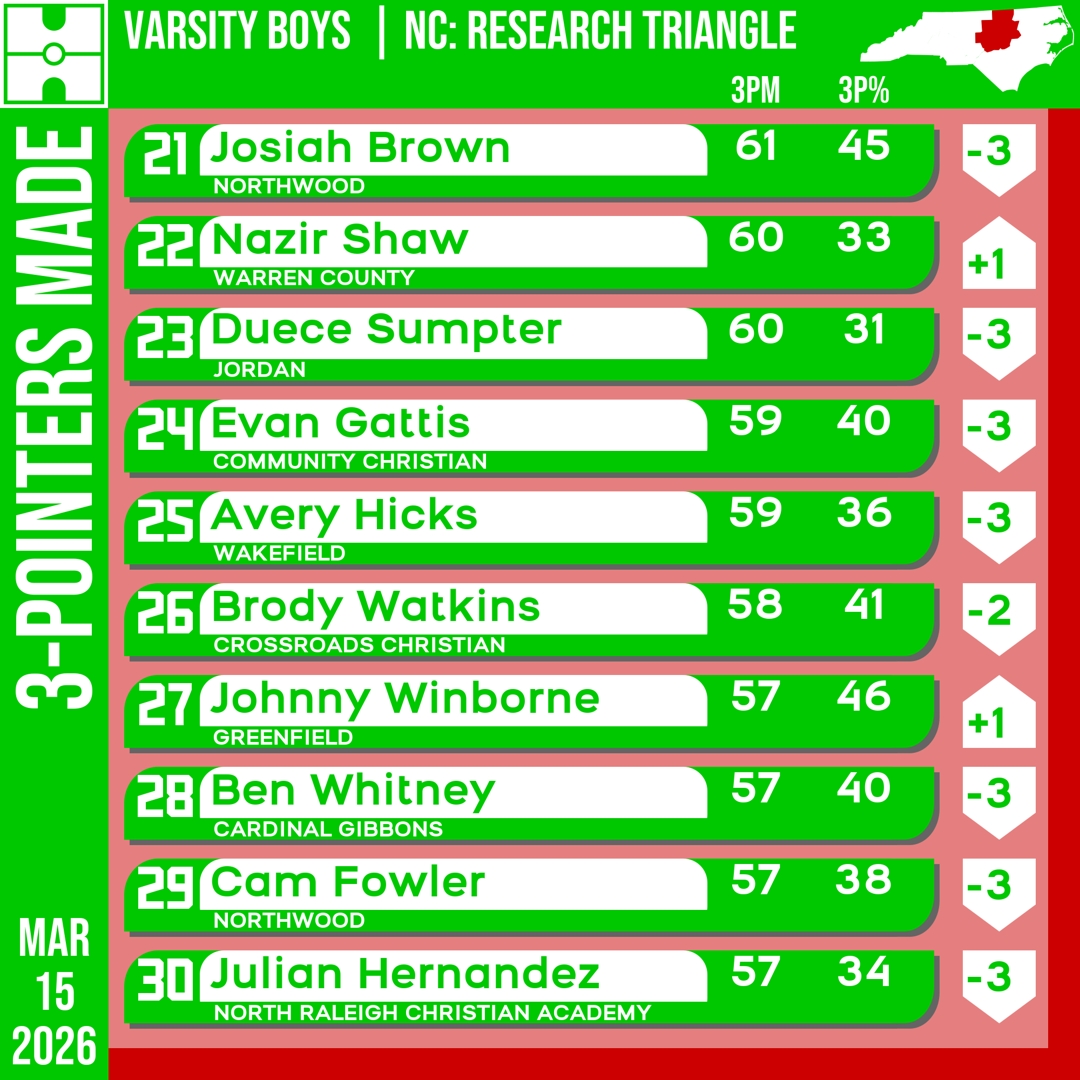 VARSITY BOYS | NC: RESEARCH TRIANGLE
3PM 3P%
3-POINTERS MADE
21 Josiah Brown 61 45 -3
NORTHWOOD
22 Nazir Shaw 60 33 +1
WARREN COUNTY
23 Duece Sumpter 60 31 -3
JORDAN
24 Evan Gattis 59 40 -3
COMMUNITY CHRISTIAN
25 Avery Hicks 59 36 -3
WAKEFIELD
26 Brody Watkins 58 41 -2
CROSSROADS CHRISTIAN
27 Johnny Winborne 57 46 +1
GREENFIELD
28 Ben Whitney 57 40 -3
CARDINAL GIBBONS
29 Cam Fowler 57 38 -3
NORTHWOOD
30 Julian Hernandez 57 34 -3
NORTH RALEIGH CHRISTIAN ACADEMY
MAR
15
2026